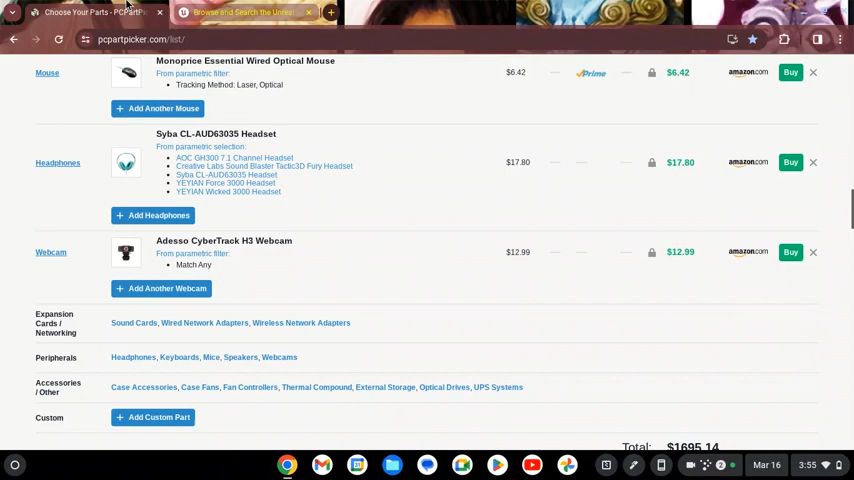 Choose Your Parts - PCPartPi
Browse and Search the Unrea
pcpartpicker.com/list/
Mouse
Monoprice Essential Wired Optical Mouse
From parametric filter:
Tracking Method: Laser, Optical
$6.42
Prime
$6.42
amazon.com
Buy
+ Add Another Mouse
Headphones
Syba CL-AUD63035 Headset
From parametric selection:
AOC GH300 7.1 Channel Headset
Creative Labs Sound Blaster Tactic3D Fury Headset
Syba CL-AUD63035 Headset
YEYIAN Force 3000 Headset
YEYIAN Wicked 3000 Headset
$17.80
$17.80
amazon.com
Buy
+ Add Headphones
Webcam
Adesso CyberTrack H3 Webcam
From parametric filter:
Match Any
$12.99
$12.99
amazon.com
Buy
+ Add Another Webcam
Expansion
Cards /
Networking
Sound Cards, Wired Network Adapters, Wireless Network Adapters
Peripherals
Headphones, Keyboards, Mice, Speakers, Webcams
Accessories
/ Other
Case Accessories, Case Fans, Fan Controllers, Thermal Compound, External Storage, Optical Drives, UPS Systems
Custom
+ Add Custom Part
Total: $1695.14
2
Mar 16
3:55